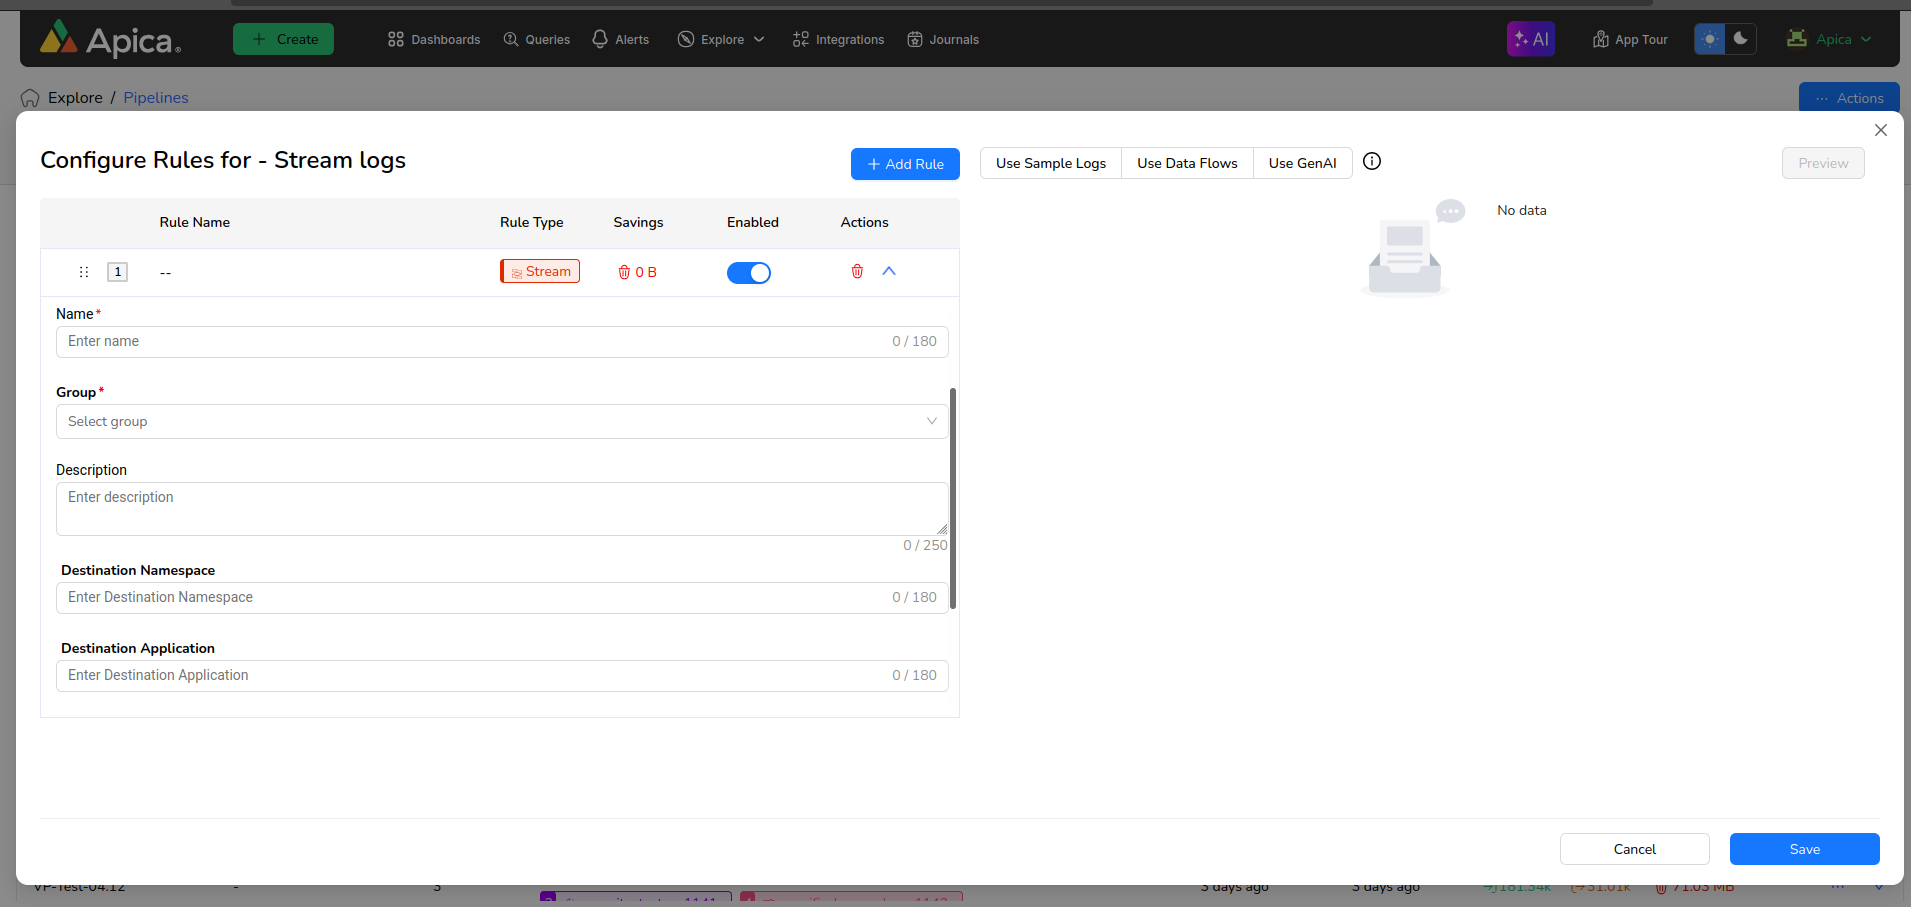 Apica
Create
Dashboards
Queries
Alerts
Explore
Integrations
Journals
AI
App Tour
Apica
Explore / Pipelines
··· Actions
Configure Rules for - Stream logs
+ Add Rule
Use Sample Logs
Use Data Flows
Use GenAI
Preview
Rule Name
Rule Type
Savings
Enabled
Actions
No data
1
--
Stream
0 B
Name*
Enter name
0 / 180
Group*
Select group
Description
Enter description
0 / 250
Destination Namespace
Enter Destination Namespace
0 / 180
Destination Application
Enter Destination Application
0 / 180
Cancel
Save
VP-Test-04.12
-
3
3 days ago
3 days ago
181.34k
31.01k
71.03 MB